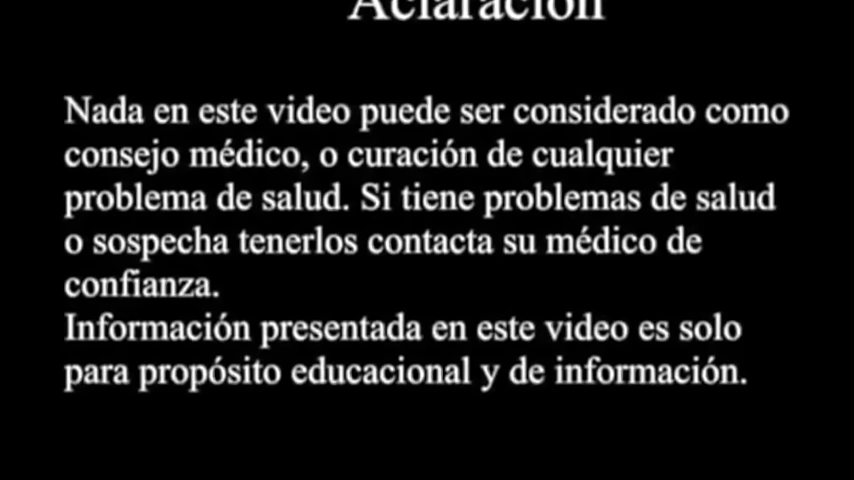 Aclaración
Nada en este video puede ser considerado como
consejo médico, o curación de cualquier
problema de salud. Si tiene problemas de salud
o sospecha tenerlos contacta su médico de
confianza.
Información presentada en este video es solo
para propósito educacional y de información.